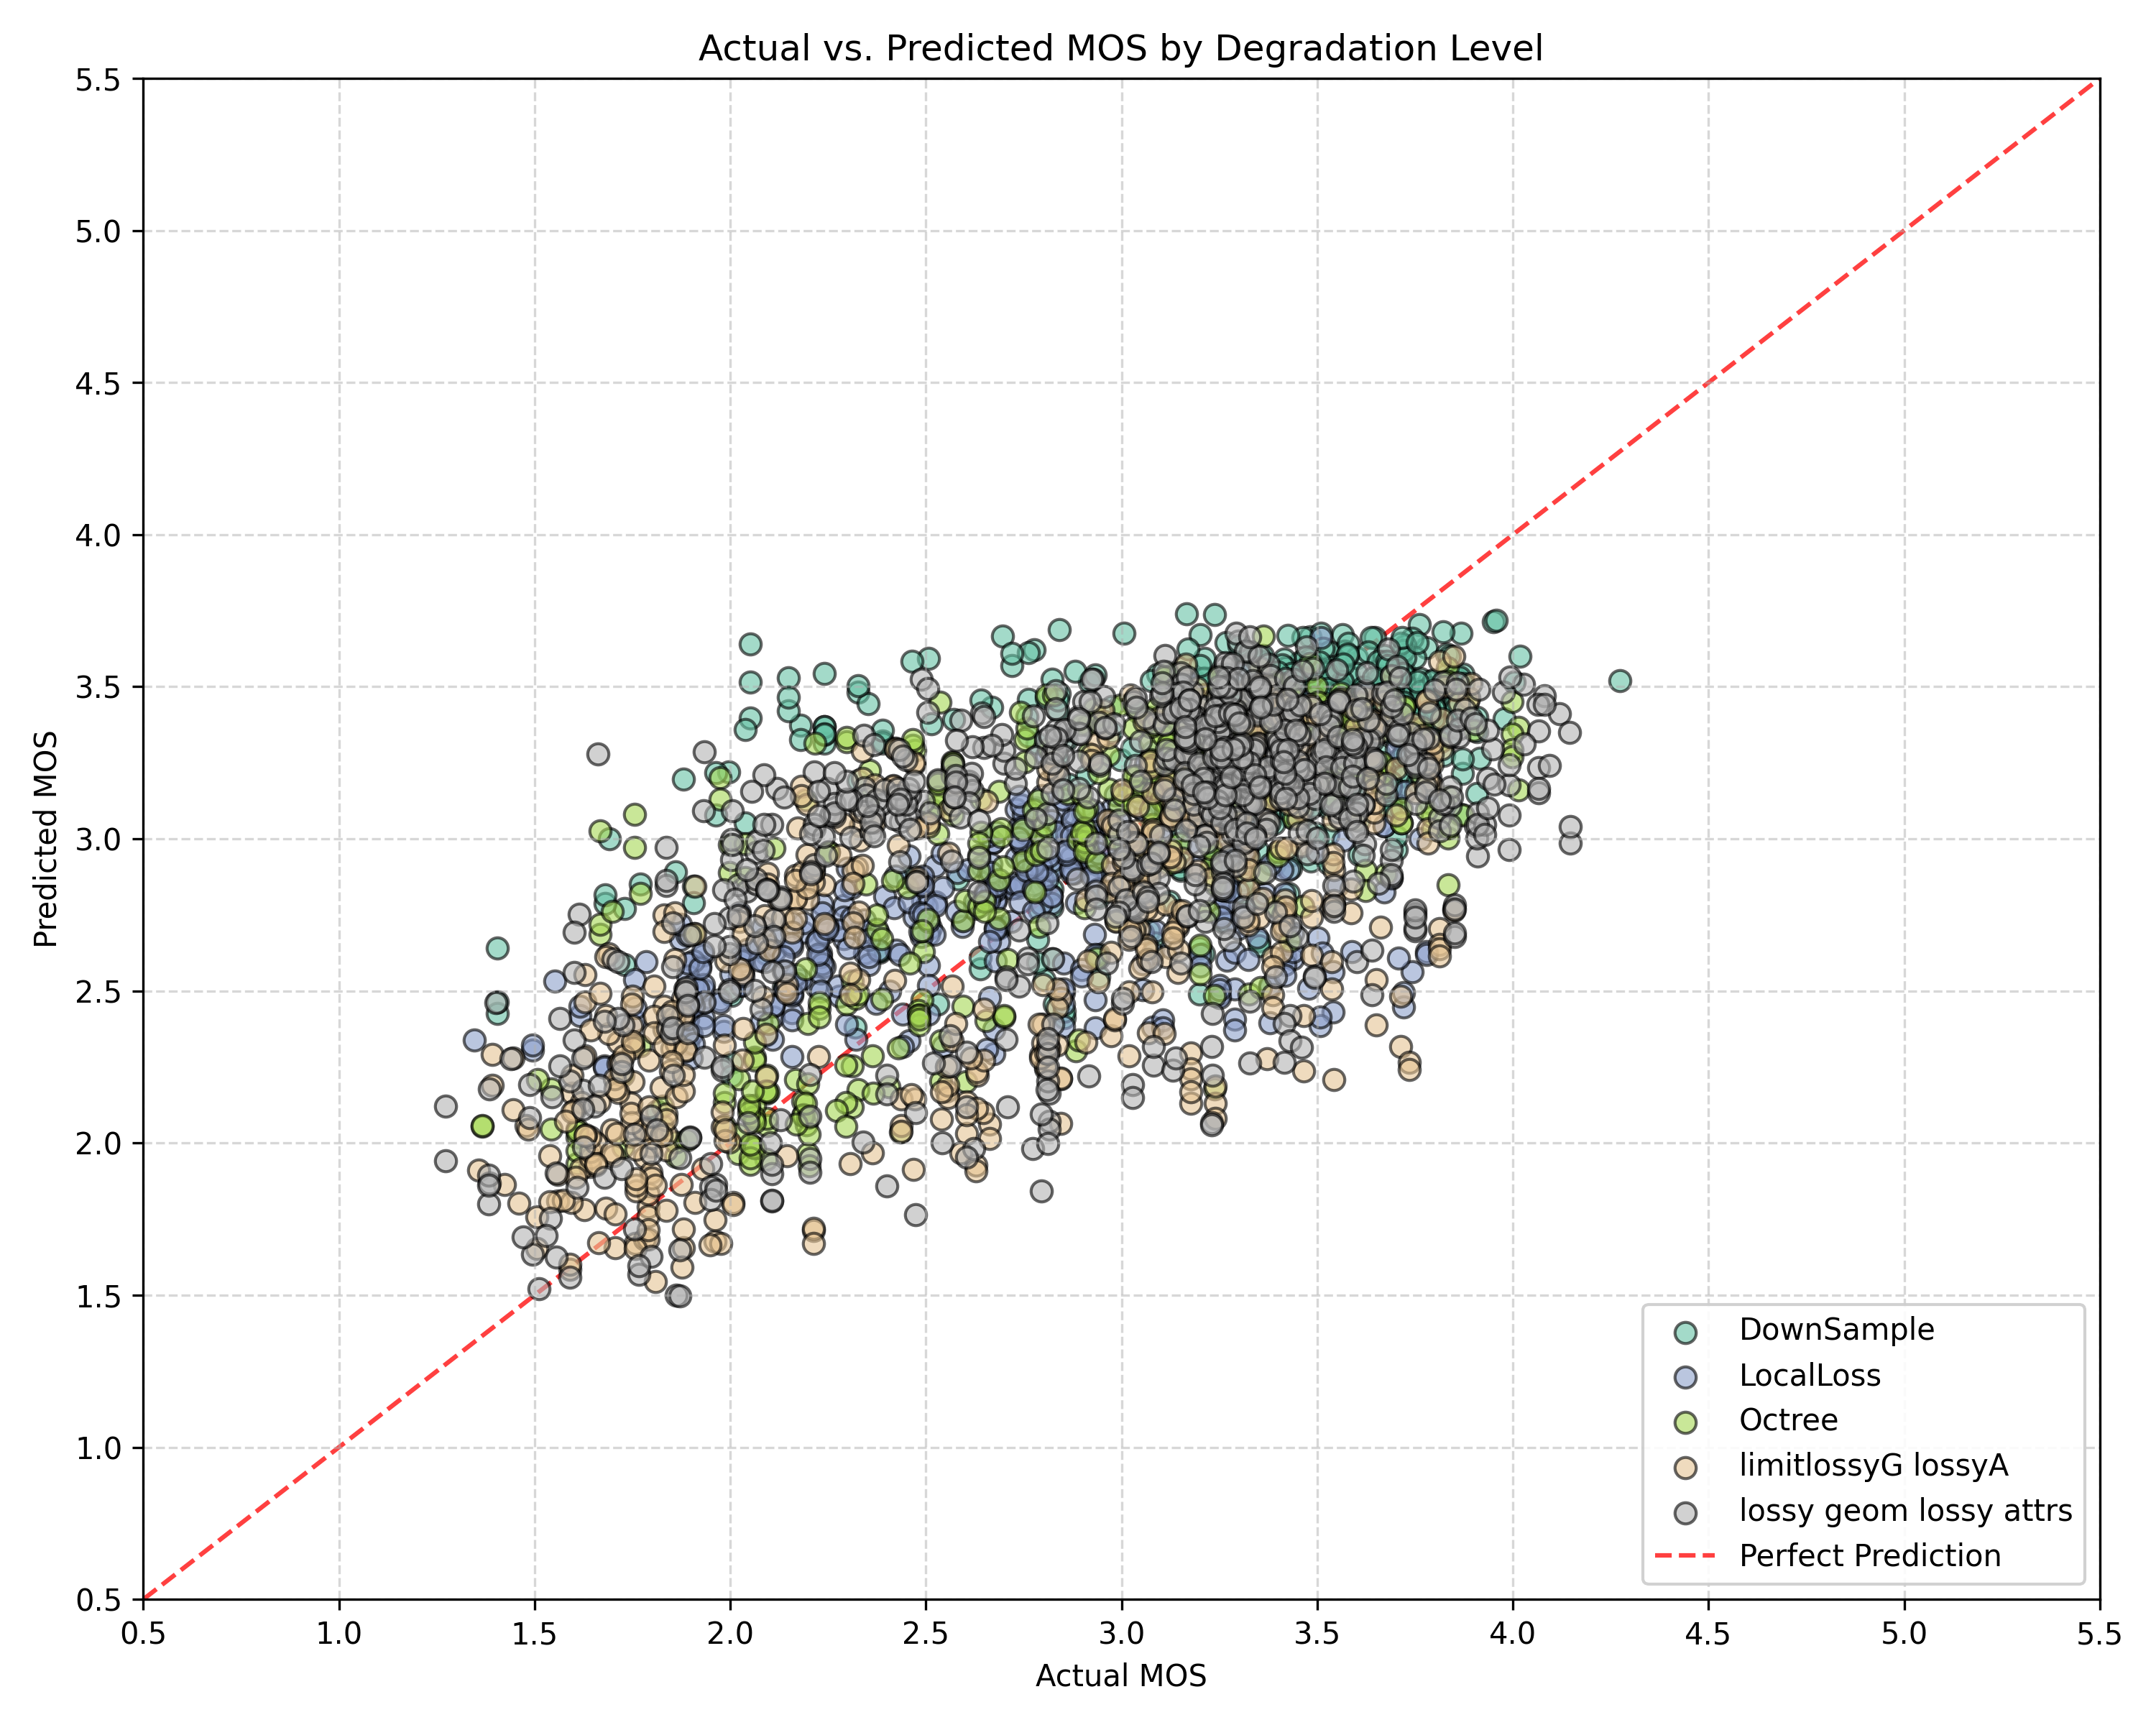 Actual vs. Predicted MOS by Degradation Level
5.5
5.0
4.5
4.0
3.5
3.0
2.5
2.0
1.5
1.0
0.5
Predicted MOS
0.5 1.0 1.5 2.0 2.5 3.0 3.5 4.0 4.5 5.0 5.5
Actual MOS
DownSample
LocalLoss
Octree
limitlossyG lossyA
lossy geom lossy attrs
Perfect Prediction